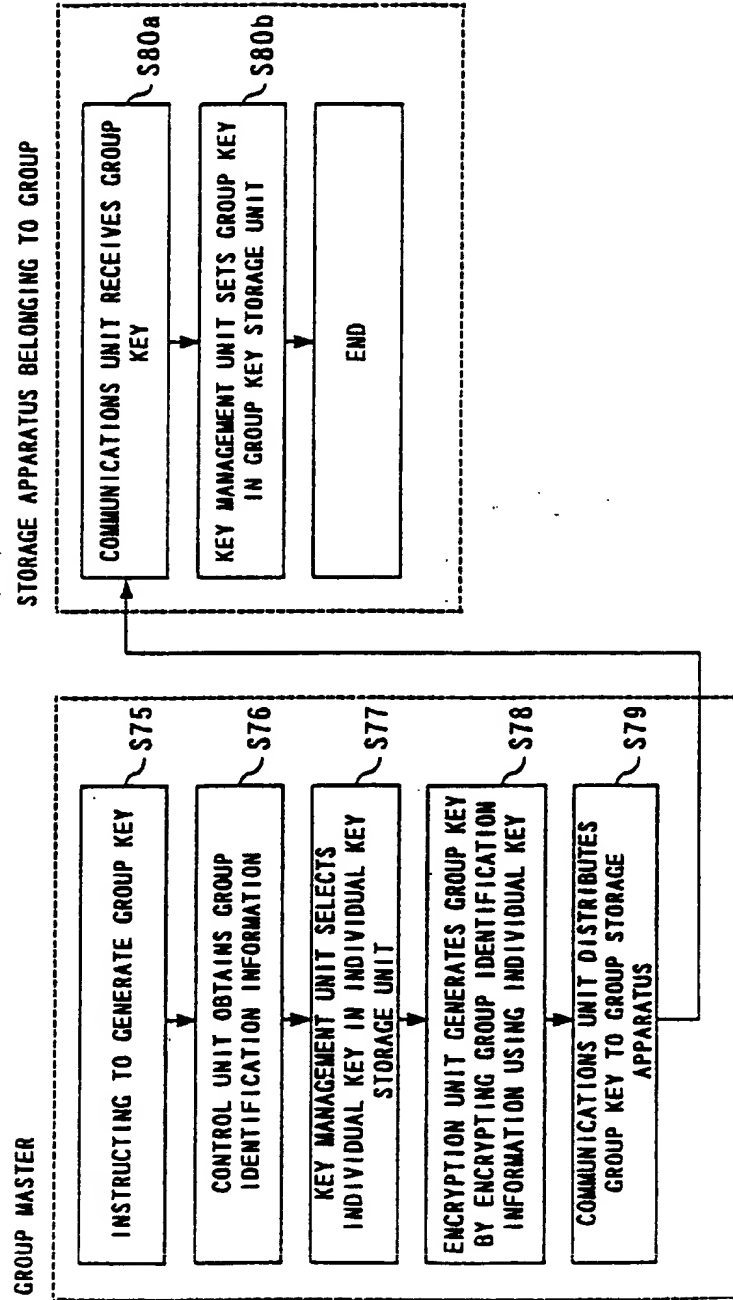 GROUP MASTER
INSTRUCTING TO GENERATE GROUP KEY
S75
CONTROL UNIT OBTAINS GROUP
IDENTIFICATION INFORMATION
S76
KEY MANAGEMENT UNIT SELECTS
INDIVIDUAL KEY IN INDIVIDUAL KEY
STORAGE UNIT
S77
ENCRYPTION UNIT GENERATES GROUP KEY
BY ENCRYPTING GROUP IDENTIFICATION
INFORMATION USING INDIVIDUAL KEY
S78
COMMUNICATIONS UNIT DISTRIBUTES
GROUP KEY TO GROUP STORAGE
APPARATUS
S79
STORAGE APPARATUS BELONGING TO GROUP
COMMUNICATIONS UNIT RECEIVES GROUP
KEY
S80a
KEY MANAGEMENT UNIT SETS GROUP KEY
IN GROUP KEY STORAGE UNIT
S80b
END